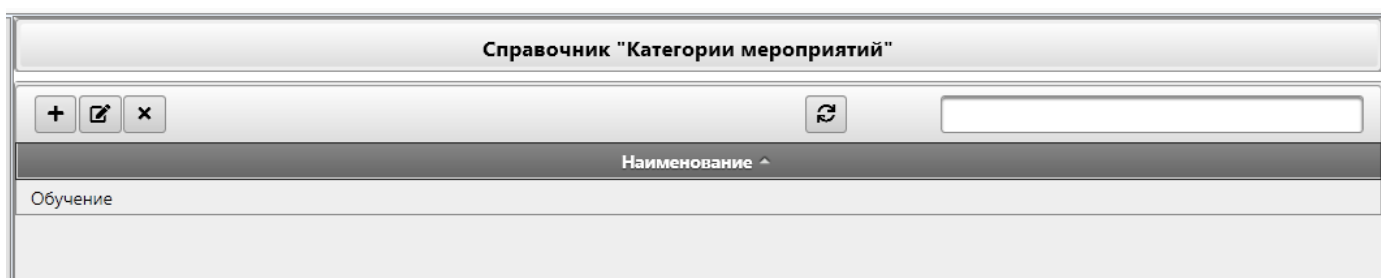 Справочник "Категории мероприятий"
Наименование
Обучение